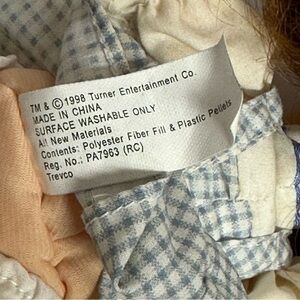 TM & ©1998 Turner Entertainment Co.
MADE IN CHINA
SURFACE WASHABLE ONLY
All New Materials
Contents: Polyester Fiber Fill & Plastic Pellets
Reg. No.: PA7963 (RC)
Trevco